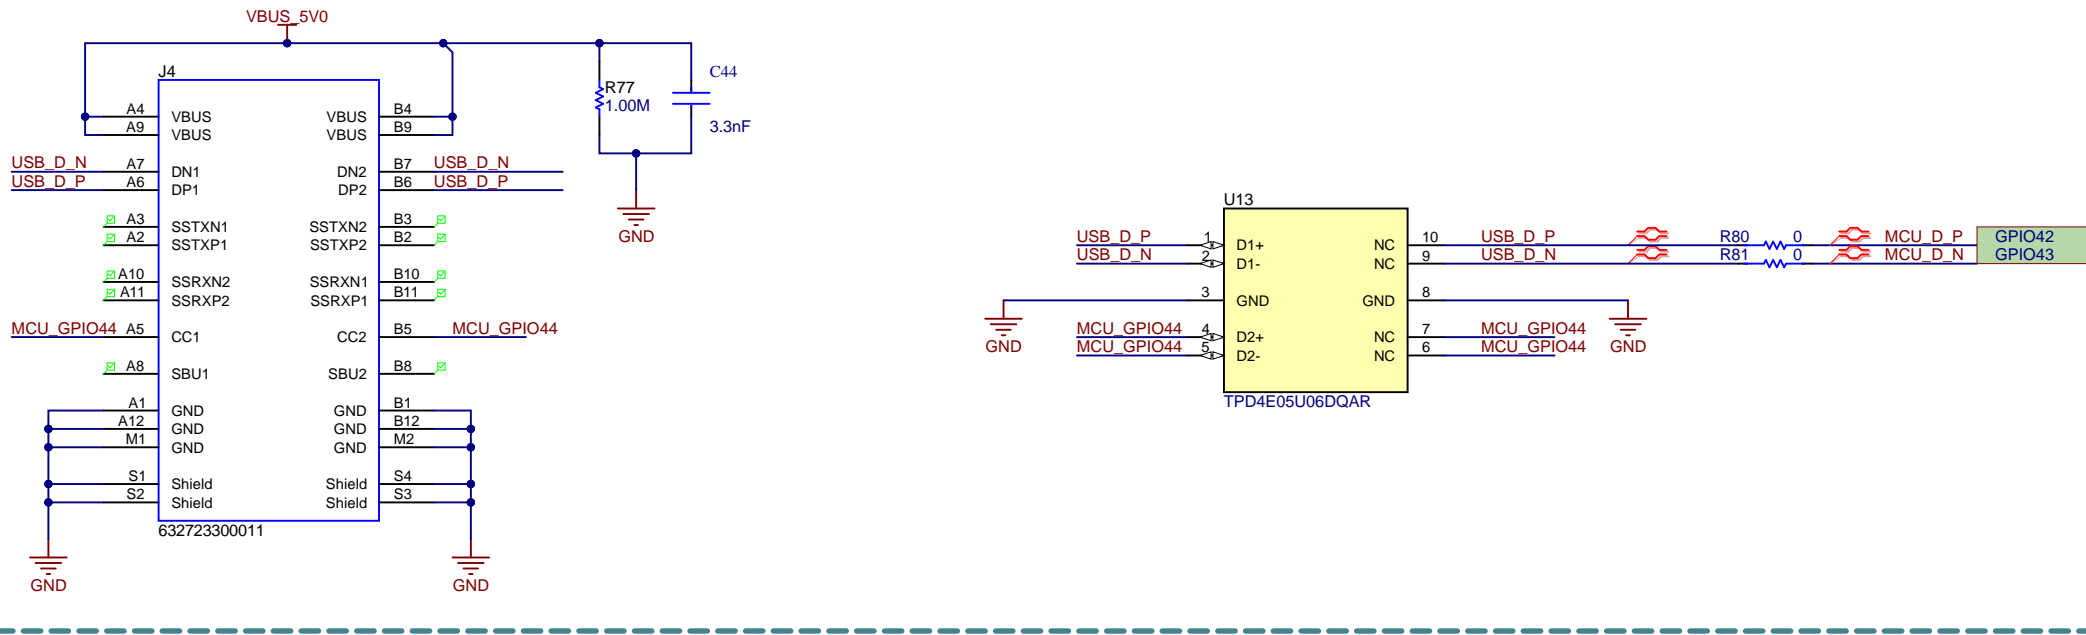 VBUS_5V0
J4
A4 VBUS VBUS B4
A9 VBUS VBUS B9
USB_D_N A7 DN1 DN2 B7 USB_D_N
USB_D_P A6 DP1 DP2 B6 USB_D_P
A3 SSTXN1 SSTXN2 B3
A2 SSTXP1 SSTXP2 B2
A10 SSRXN2 SSRXN1 B10
A11 SSRXP2 SSRXP1 B11
MCU_GPIO44 A5 CC1 CC2 B5 MCU_GPIO44
A8 SBU1 SBU2 B8
A1 GND GND B1
A12 GND GND B12
M1 GND GND M2
S1 Shield Shield S4
S2 Shield Shield S3
632723300011
GND GND
R77
1.00M
C44
3.3nF
GND
U13
USB_D_P 1 D1+ NC 10 USB_D_P R80 0 MCU_D_P GPIO42
USB_D_N 2 D1- NC 9 USB_D_N R81 0 MCU_D_N GPIO43
3 GND GND 8
GND GND
MCU_GPIO44 4 D2+ NC 7 MCU_GPIO44
MCU_GPIO44 5 D2- NC 6 MCU_GPIO44
TPD4E05U06DQAR